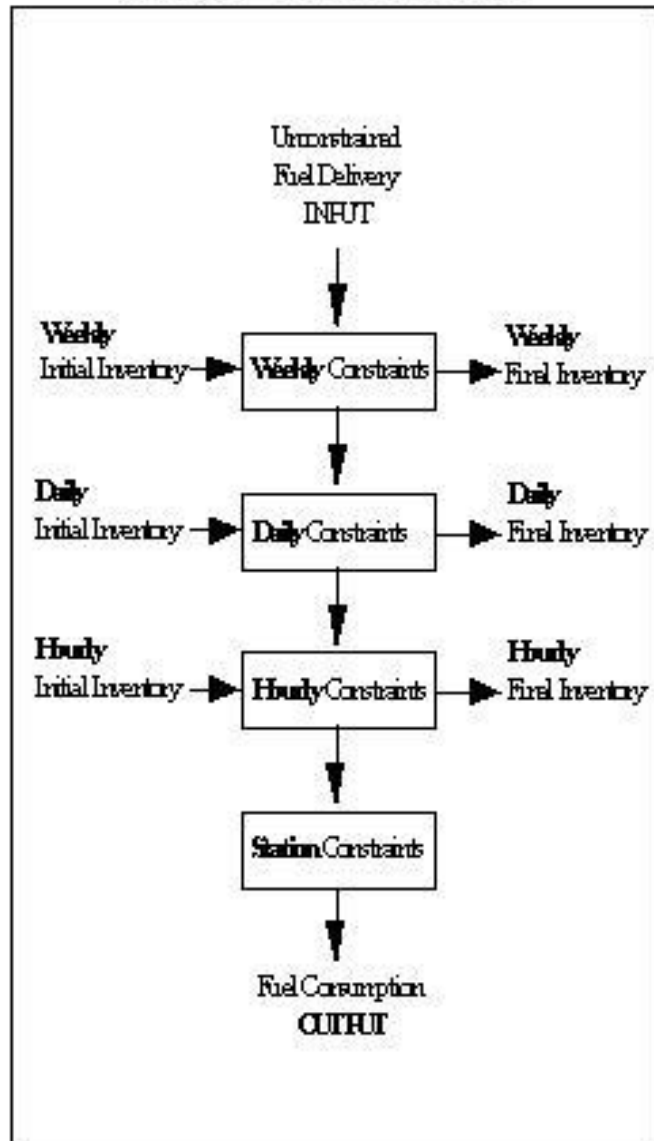 Unconstrained
Fuel Delivery
INPUT
Weekly
Initial Inventory
Weekly Constraints
Weekly
Final Inventory
Daily
Initial Inventory
Daily Constraints
Daily
Final Inventory
Hourly
Initial Inventory
Hourly Constraints
Hourly
Final Inventory
Station Constraints
Fuel Consumption
OUTPUT